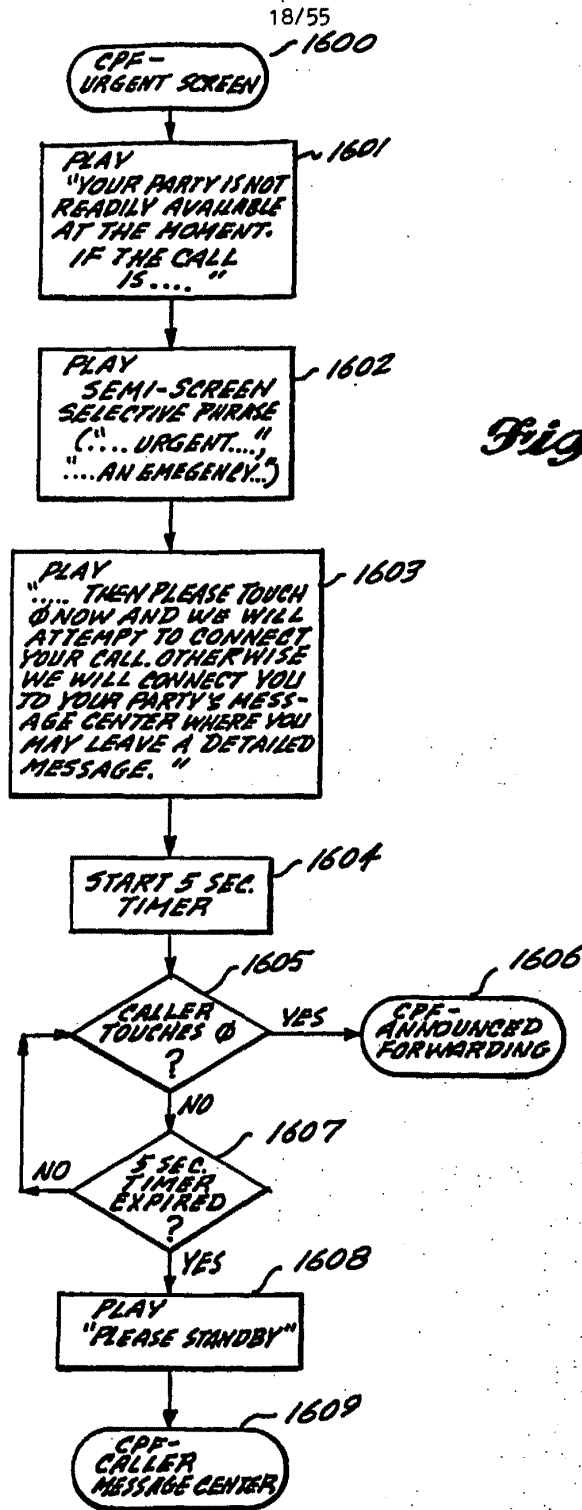 18/55
CPF-
URGENT SCREEN
1600
PLAY
"YOUR PARTY IS NOT
READILY AVAILABLE
AT THE MOMENT.
IF THE CALL
IS...."
1601
PLAY
SEMI-SCREEN
SELECTIVE PHRASE
(".... URGENT....,"
"....AN EMEGENCY...")
1602
Fig
PLAY
"..... THEN PLEASE TOUCH
Ø NOW AND WE WILL
ATTEMPT TO CONNECT
YOUR CALL. OTHERWISE
WE WILL CONNECT YOU
TO YOUR PARTY'S MESS-
AGE CENTER WHERE YOU
MAY LEAVE A DETAILED
MESSAGE."
1603
START 5 SEC.
TIMER
1604
CALLER
TOUCHES Ø
?
1605
YES
CPF-
ANNOUNCED
FORWARDING
1606
NO
5 SEC.
TIMER
EXPIRED
?
1607
NO
YES
PLAY
"PLEASE STANDBY"
1608
CPF-
CALLER
MESSAGE CENTER
1609